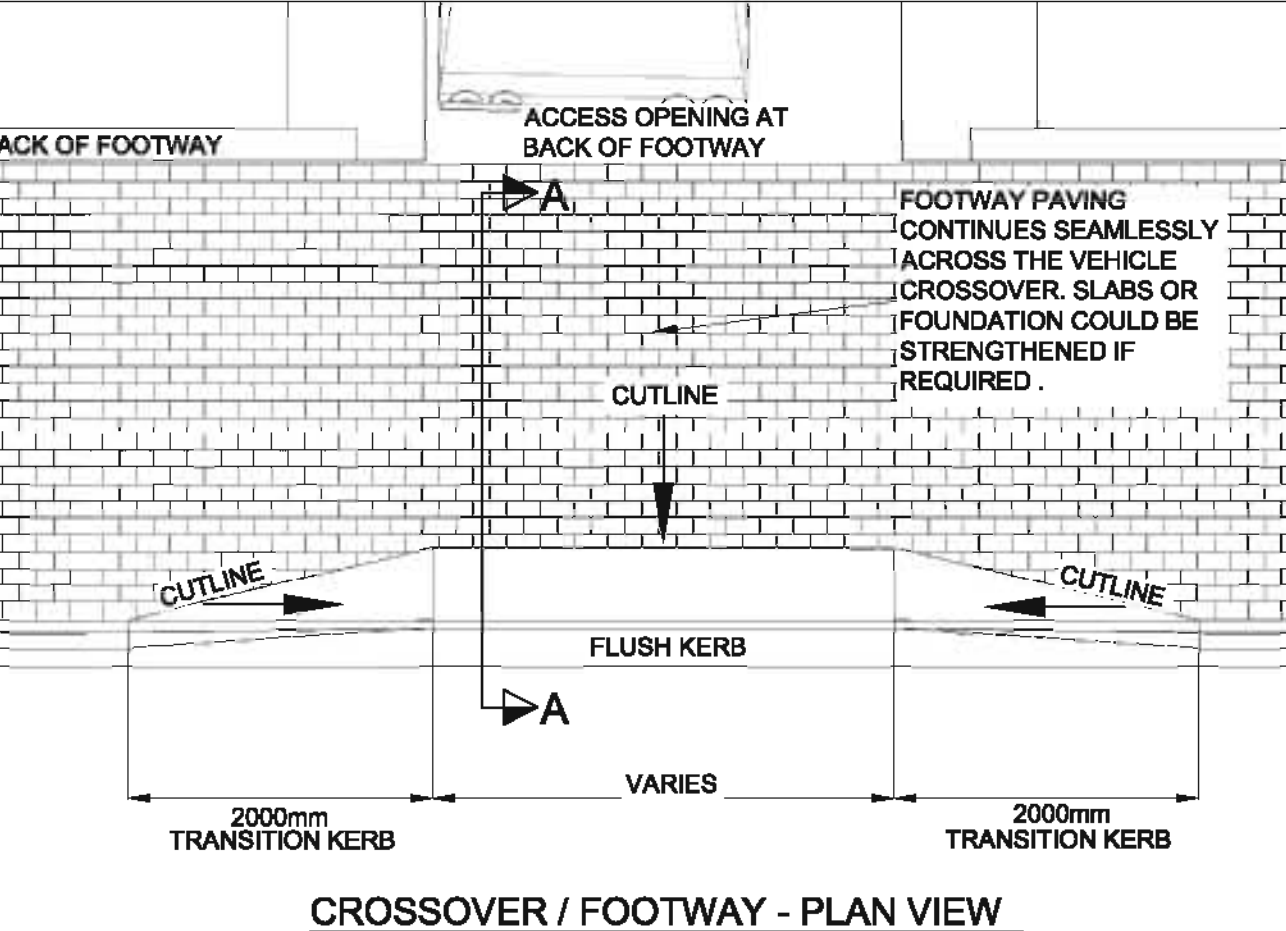 ACCESS OPENING AT
BACK OF FOOTWAY
ACK OF FOOTWAY
A
FOOTWAY PAVING
CONTINUES SEAMLESSLY
ACROSS THE VEHICLE
CROSSOVER. SLABS OR
FOUNDATION COULD BE
STRENGTHENED IF
REQUIRED .
CUTLINE
CUTLINE
CUTLINE
FLUSH KERB
A
VARIES
2000mm
TRANSITION KERB
2000mm
TRANSITION KERB
CROSSOVER / FOOTWAY - PLAN VIEW